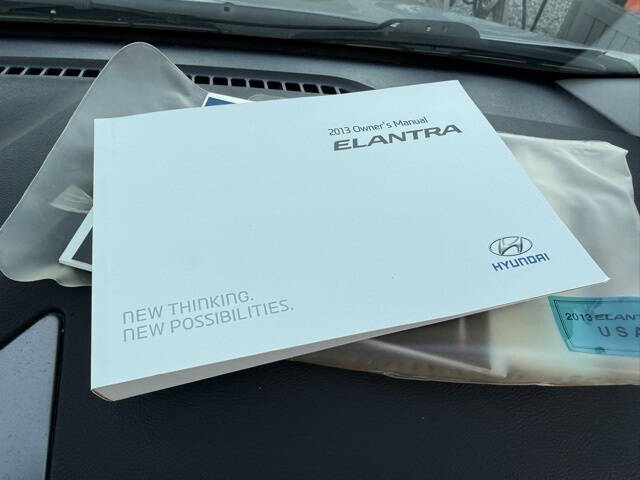 2013 Owner's Manual
ELANTRA
HYUNDAI
NEW THINKING.
NEW POSSIBILITIES.
2013 ELANT
USA